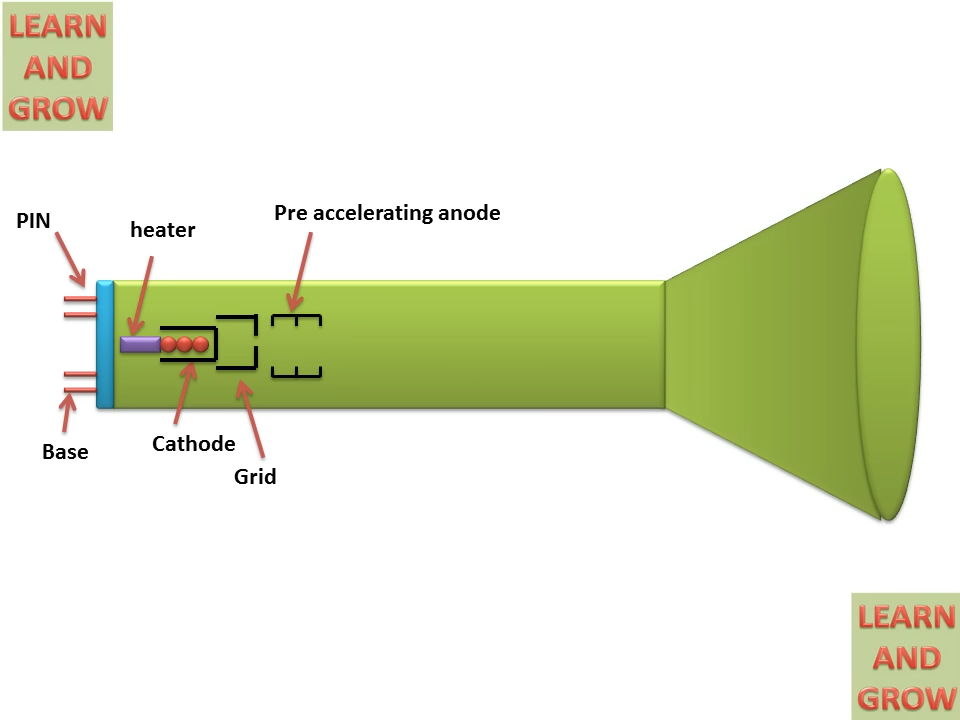 LEARN
AND
GROW
Pre accelerating anode
PIN
heater
Base
Cathode
Grid
LEARN
AND
GROW